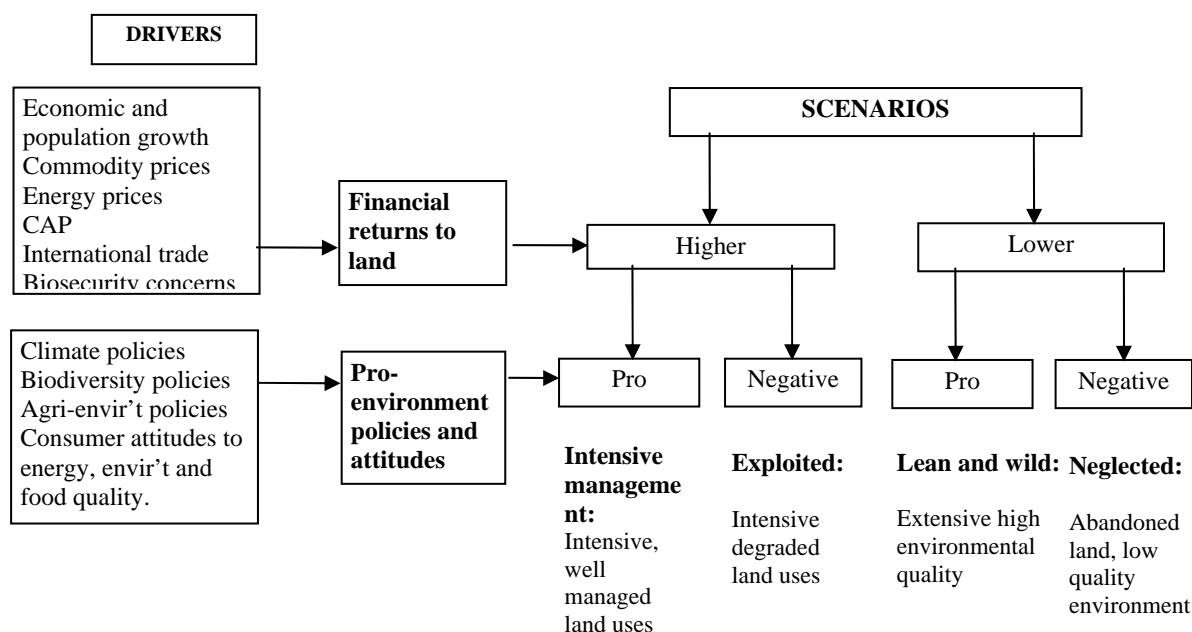 DRIVERS
Economic and
population growth
Commodity prices
Energy prices
CAP
International trade
Biosecurity concerns
Financial
returns to
land
SCENARIOS
Higher
Lower
Climate policies
Biodiversity policies
Agri-envir’t policies
Consumer attitudes to
energy, envir’t and
food quality.
Pro-
environment
policies and
attitudes
Pro
Negative
Pro
Negative
Intensive
manageme
nt:
Intensive,
well
managed
land uses
Exploited:
Intensive
degraded
land uses
Lean and wild:
Extensive high
environmental
quality
Neglected:
Abandoned
land, low
quality
environment